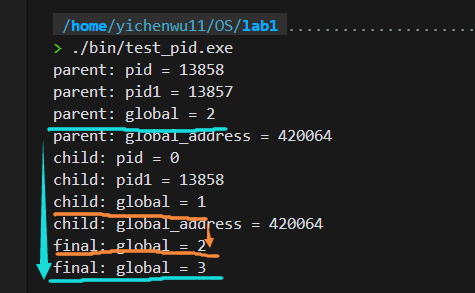 /home/yichenwu11/OS/lab1
> ./bin/test_pid.exe
parent: pid = 13858
parent: pid1 = 13857
parent: global = 2
parent: global_address = 420064
child: pid = 0
child: pid1 = 13858
child: global = 1
child: global_address = 420064
final: global = 2
final: global = 3